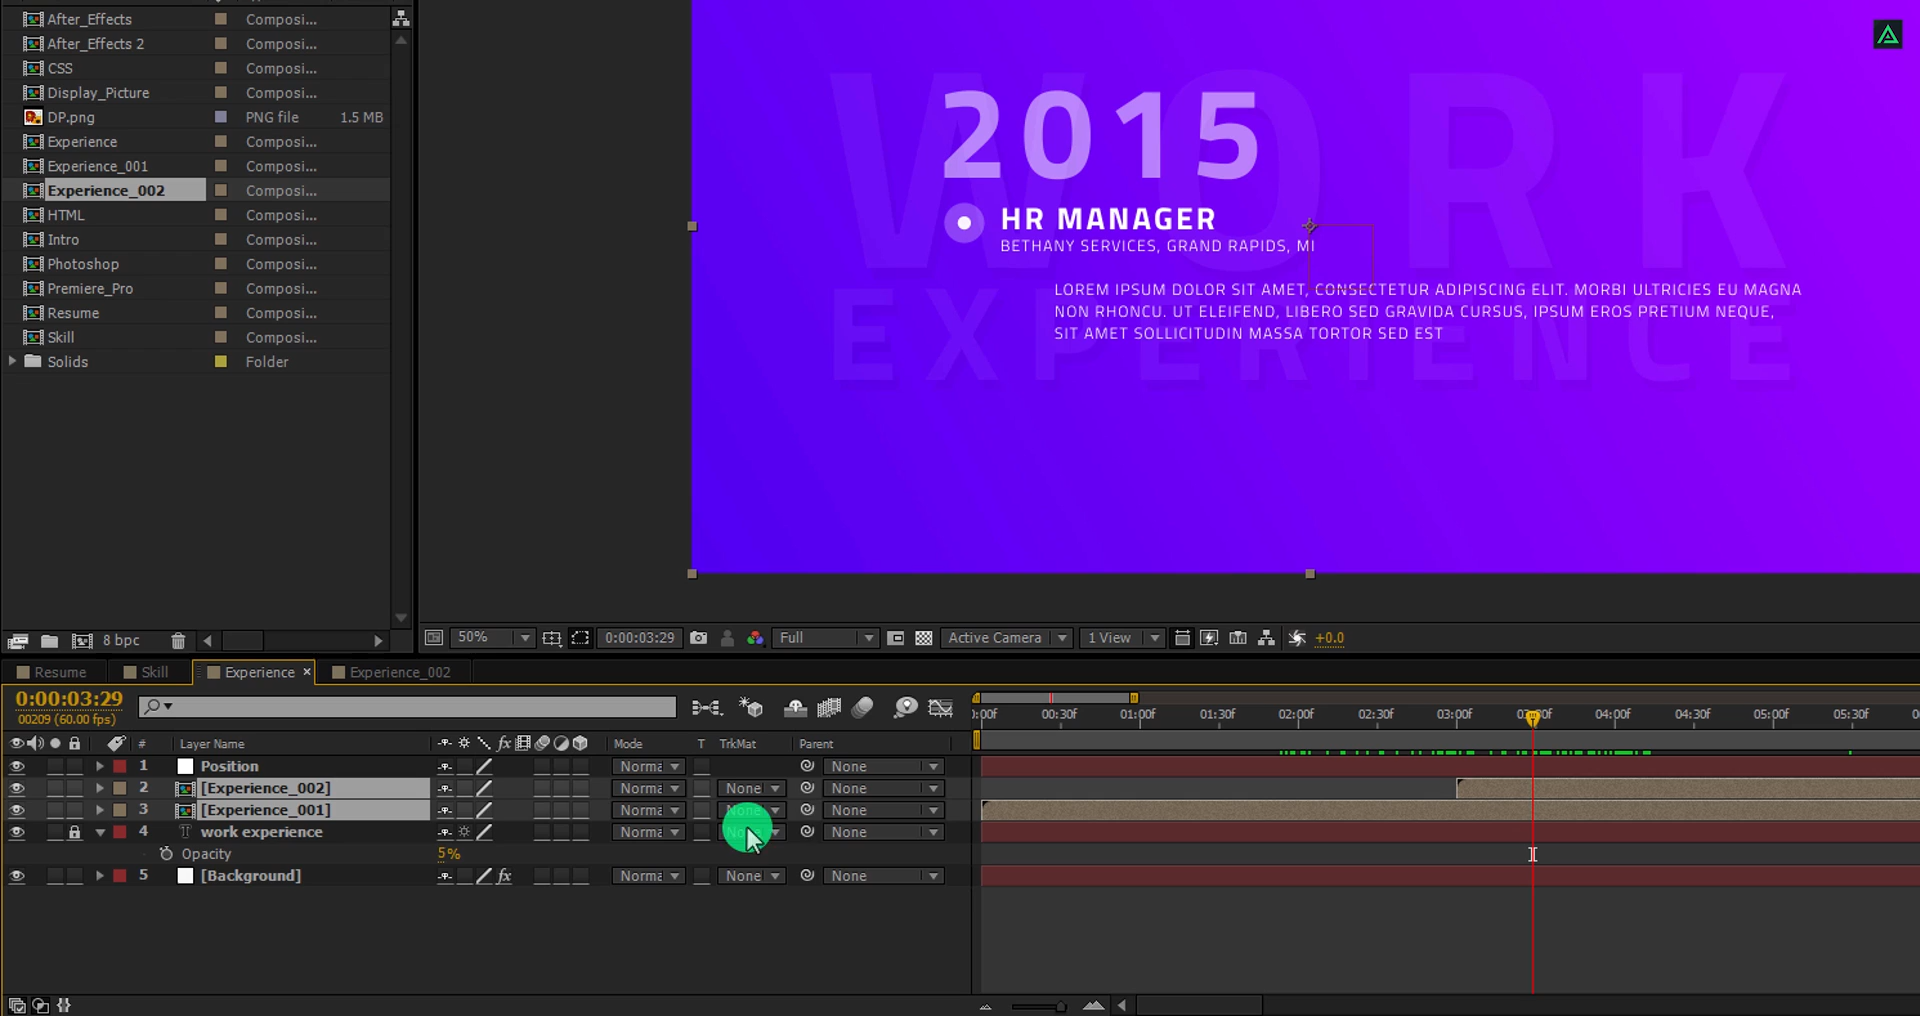 After_Effects Composi...
After_Effects 2 Composi...
CSS Composi...
Display_Picture Composi...
DP.png PNG file 1.5 MB
Experience Composi...
Experience_001 Composi...
Experience_002 Composi...
HTML Composi...
Intro Composi...
Photoshop Composi...
Premiere_Pro Composi...
Resume Composi...
Skill Composi...
Solids Folder
8 bpc
WORK
EXPERIENCE
2015
HR MANAGER
BETHANY SERVICES, GRAND RAPIDS, MI
LOREM IPSUM DOLOR SIT AMET, CONSECTETUR ADIPISCING ELIT. MORBI ULTRICIES EU MAGNA
NON RHONCU. UT ELEIFEND, LIBERO SED GRAVIDA CURSUS, IPSUM EROS PRETIUM NEQUE,
SIT AMET SOLLICITUDIN MASSA TORTOR SED EST
50% 0:00:03:29 Full Active Camera 1 View +0.0
Resume Skill Experience × Experience_002
0:00:03:29
00209 (60.00 fps)
):00f 00:30f 01:00f 01:30f 02:00f 02:30f 03:00f 04:00f 04:30f 05:00f 05:30f
# Layer Name fx Mode T TrkMat Parent
1 Position Norma None
2 [Experience_002] Norma None None
3 [Experience_001] Norma None None
4 T work experience Norma None
Opacity 5%
5 [Background] fx Norma None None